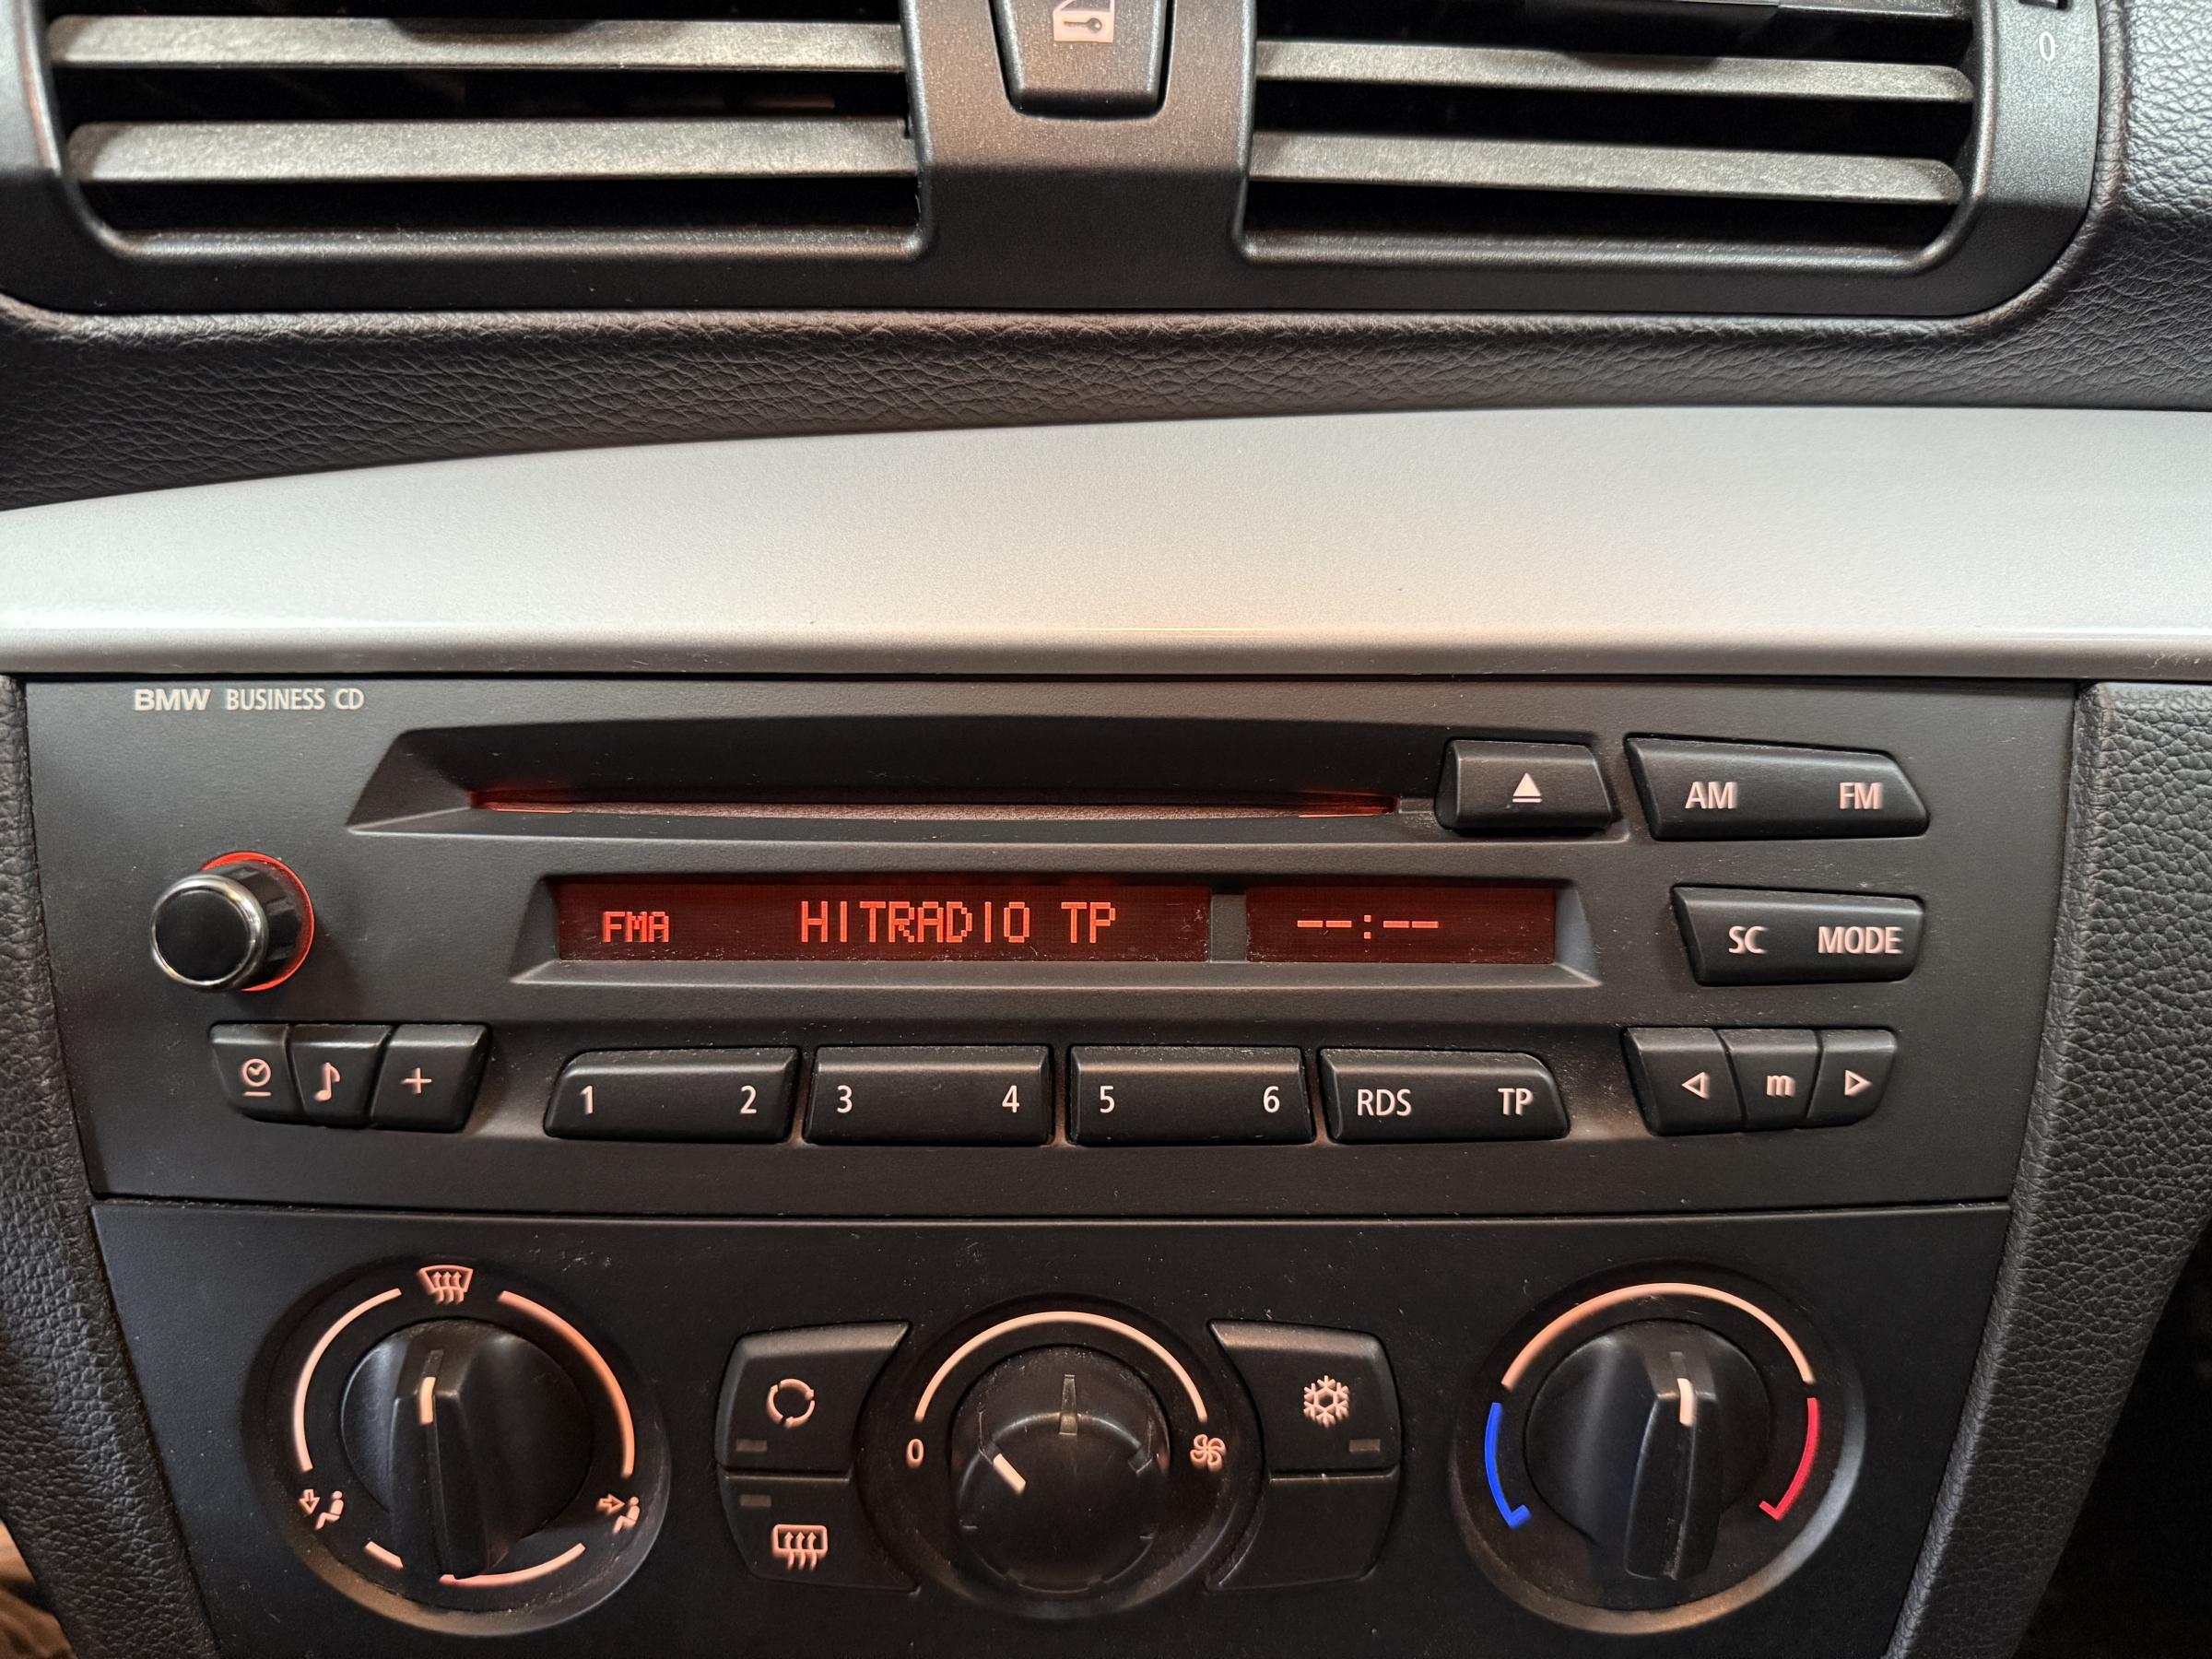 0
BMW BUSINESS CD
AM FM
FMA HITRADIO TP --:--
SC MODE
+ 1 2 3 4 5 6 RDS TP m
0